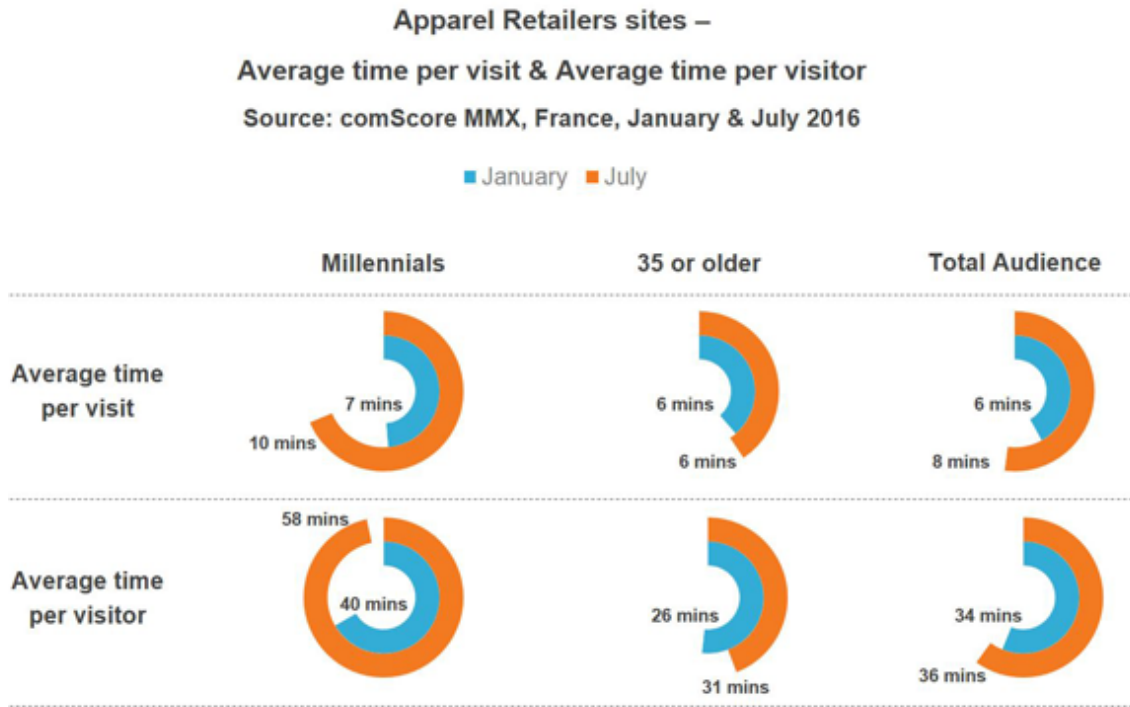 Apparel Retailers sites –
Average time per visit & Average time per visitor
Source: comScore MMX, France, January & July 2016
January July
Millennials 35 or older Total Audience
Average time
per visit
7 mins
10 mins
6 mins
6 mins
6 mins
8 mins
Average time
per visitor
58 mins
40 mins
26 mins
31 mins
34 mins
36 mins